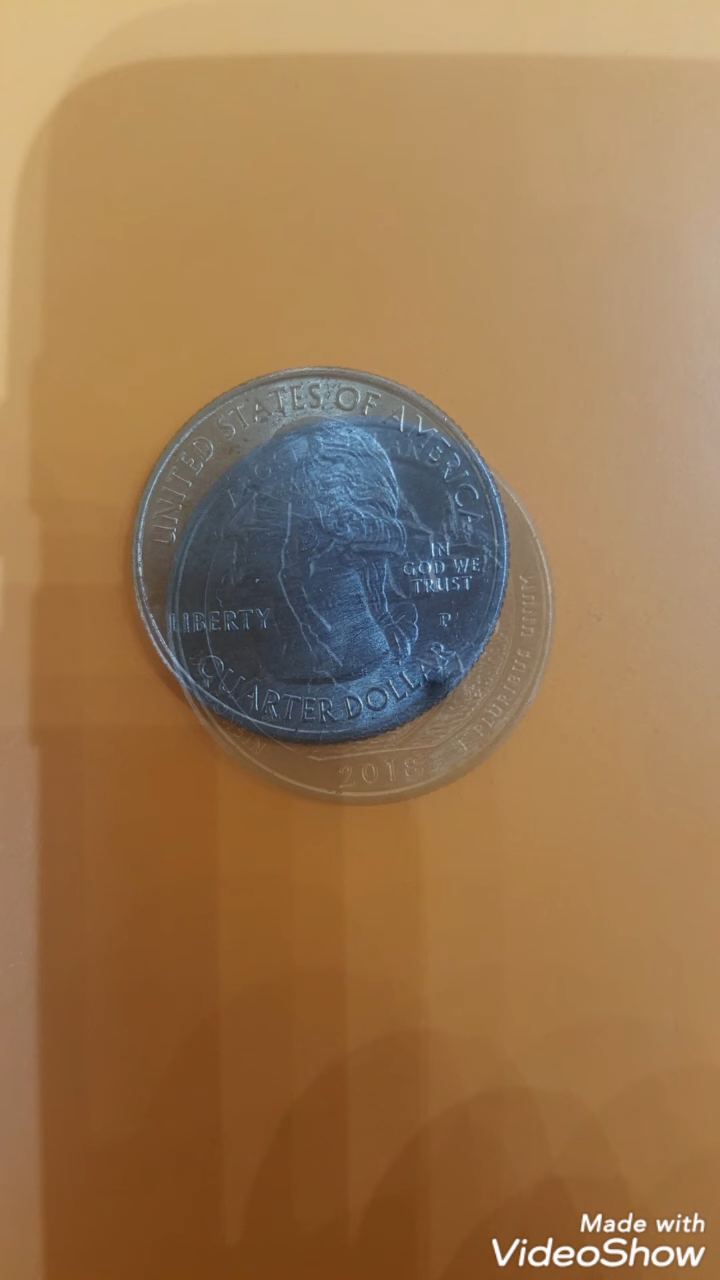 UNITED STATES OF AMERICA
IN
GOD WE
TRUST
LIBERTY
P
QUARTER DOLLAR
2018
E PLURIBUS UNUM
Made with
VideoShow